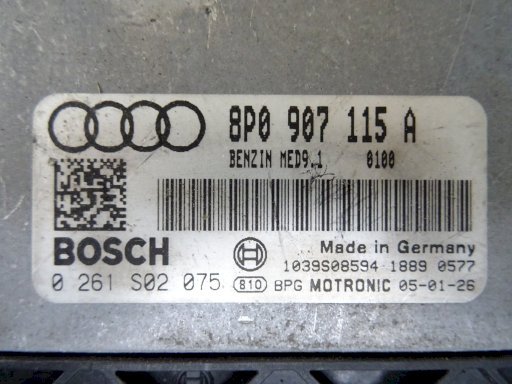 8P0 907 115 A
BENZIN MED9.1 0100
BOSCH
Made in Germany
0 261 S02 075
1039S08594 1889 0577
810 BPG MOTRONIC 05-01-26